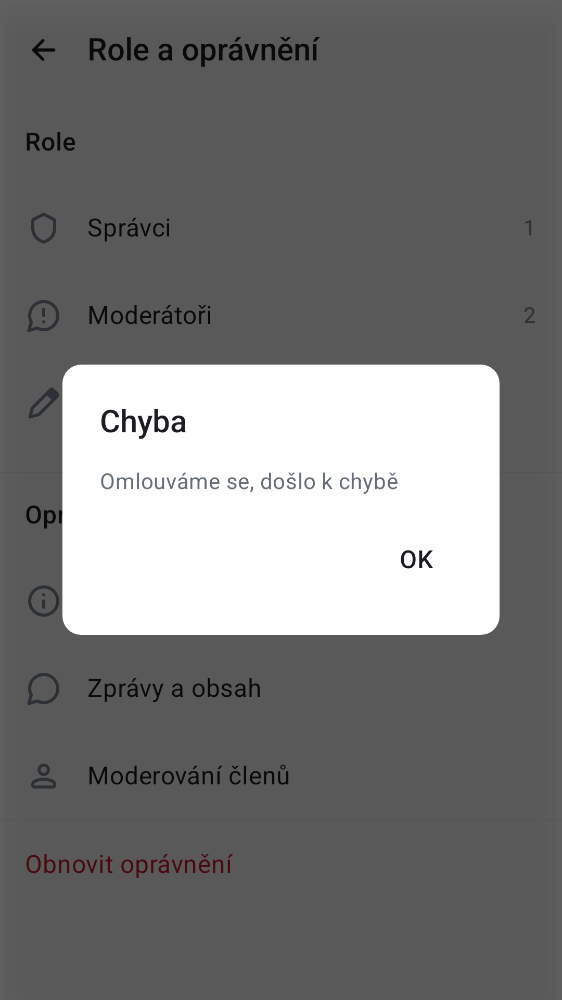 Role a oprávnění
Role
Správci
1
Moderátoři
2
Chyba
Omlouváme se, došlo k chybě
OK
Zprávy a obsah
Moderování členů
Obnovit oprávnění